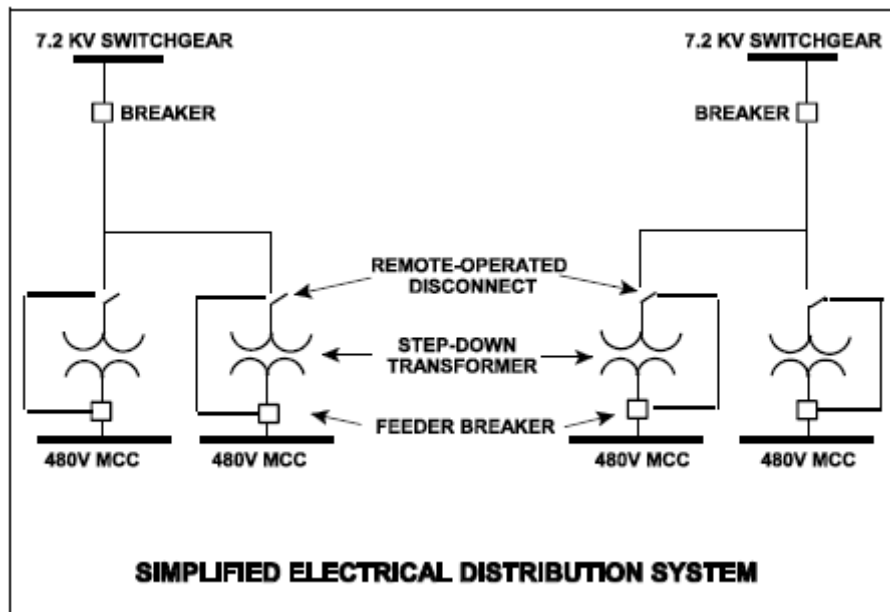 7.2 KV SWITCHGEAR
7.2 KV SWITCHGEAR
BREAKER
BREAKER
REMOTE-OPERATED
DISCONNECT
STEP-DOWN
TRANSFORMER
FEEDER BREAKER
480V MCC
480V MCC
480V MCC
480V MCC
SIMPLIFIED ELECTRICAL DISTRIBUTION SYSTEM